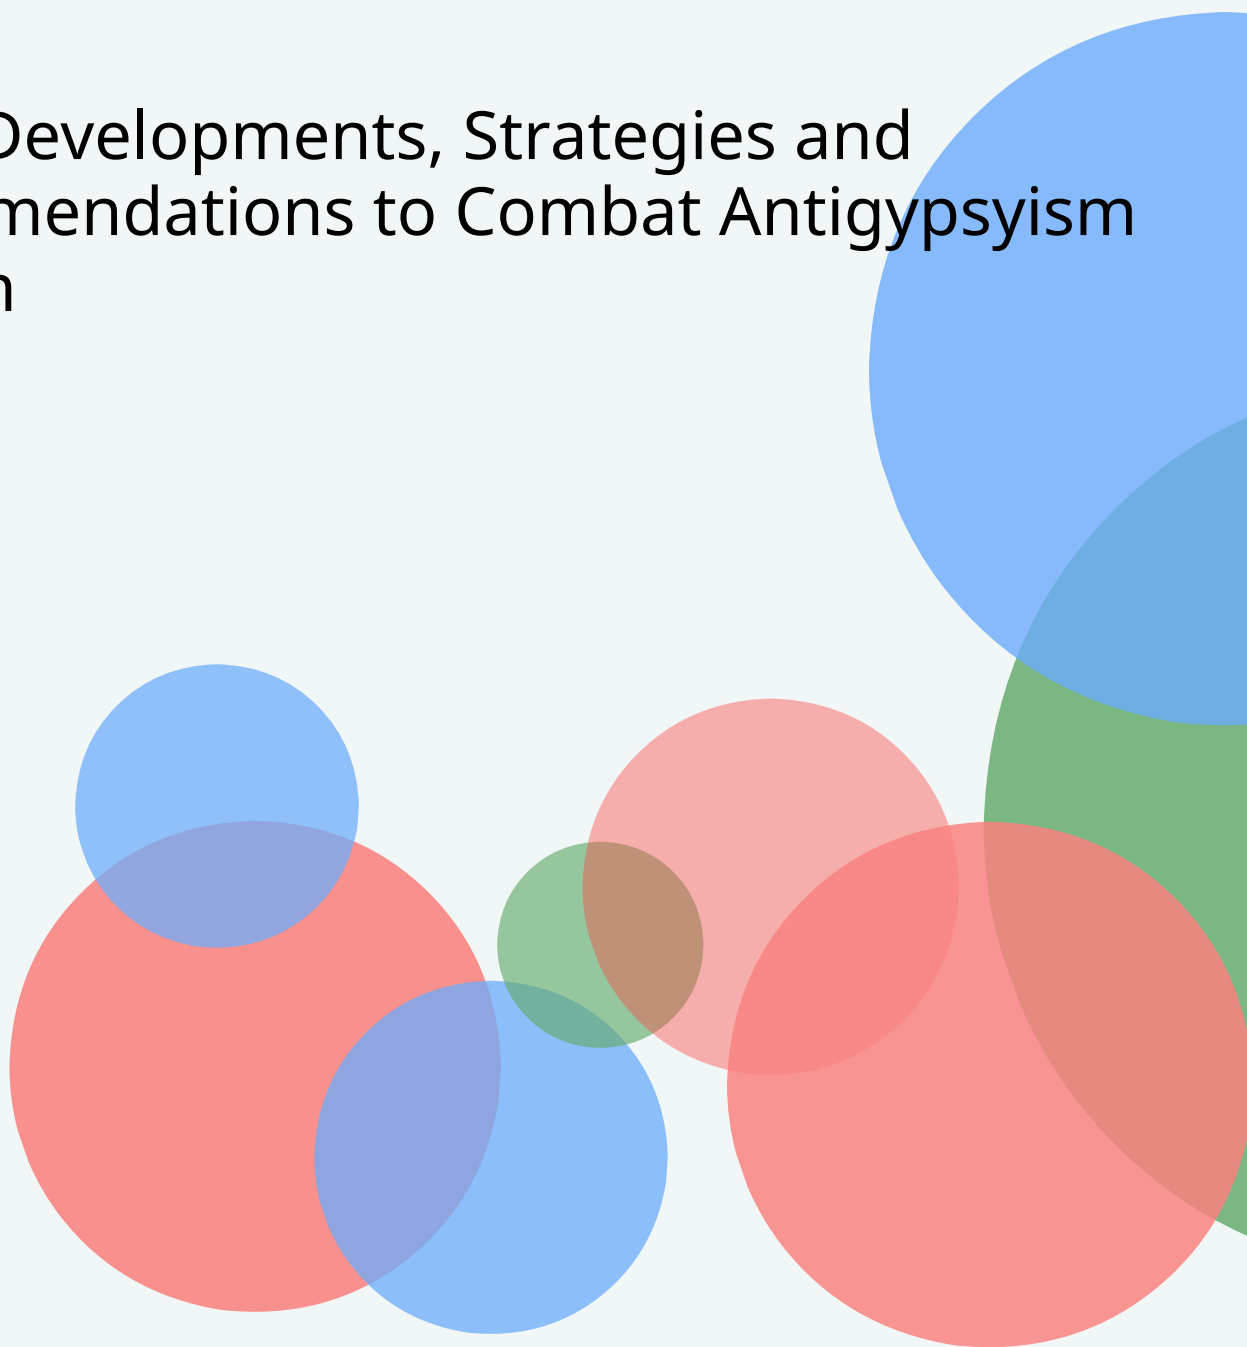 Developments, Strategies and
mendations to Combat Antigypsyism
n